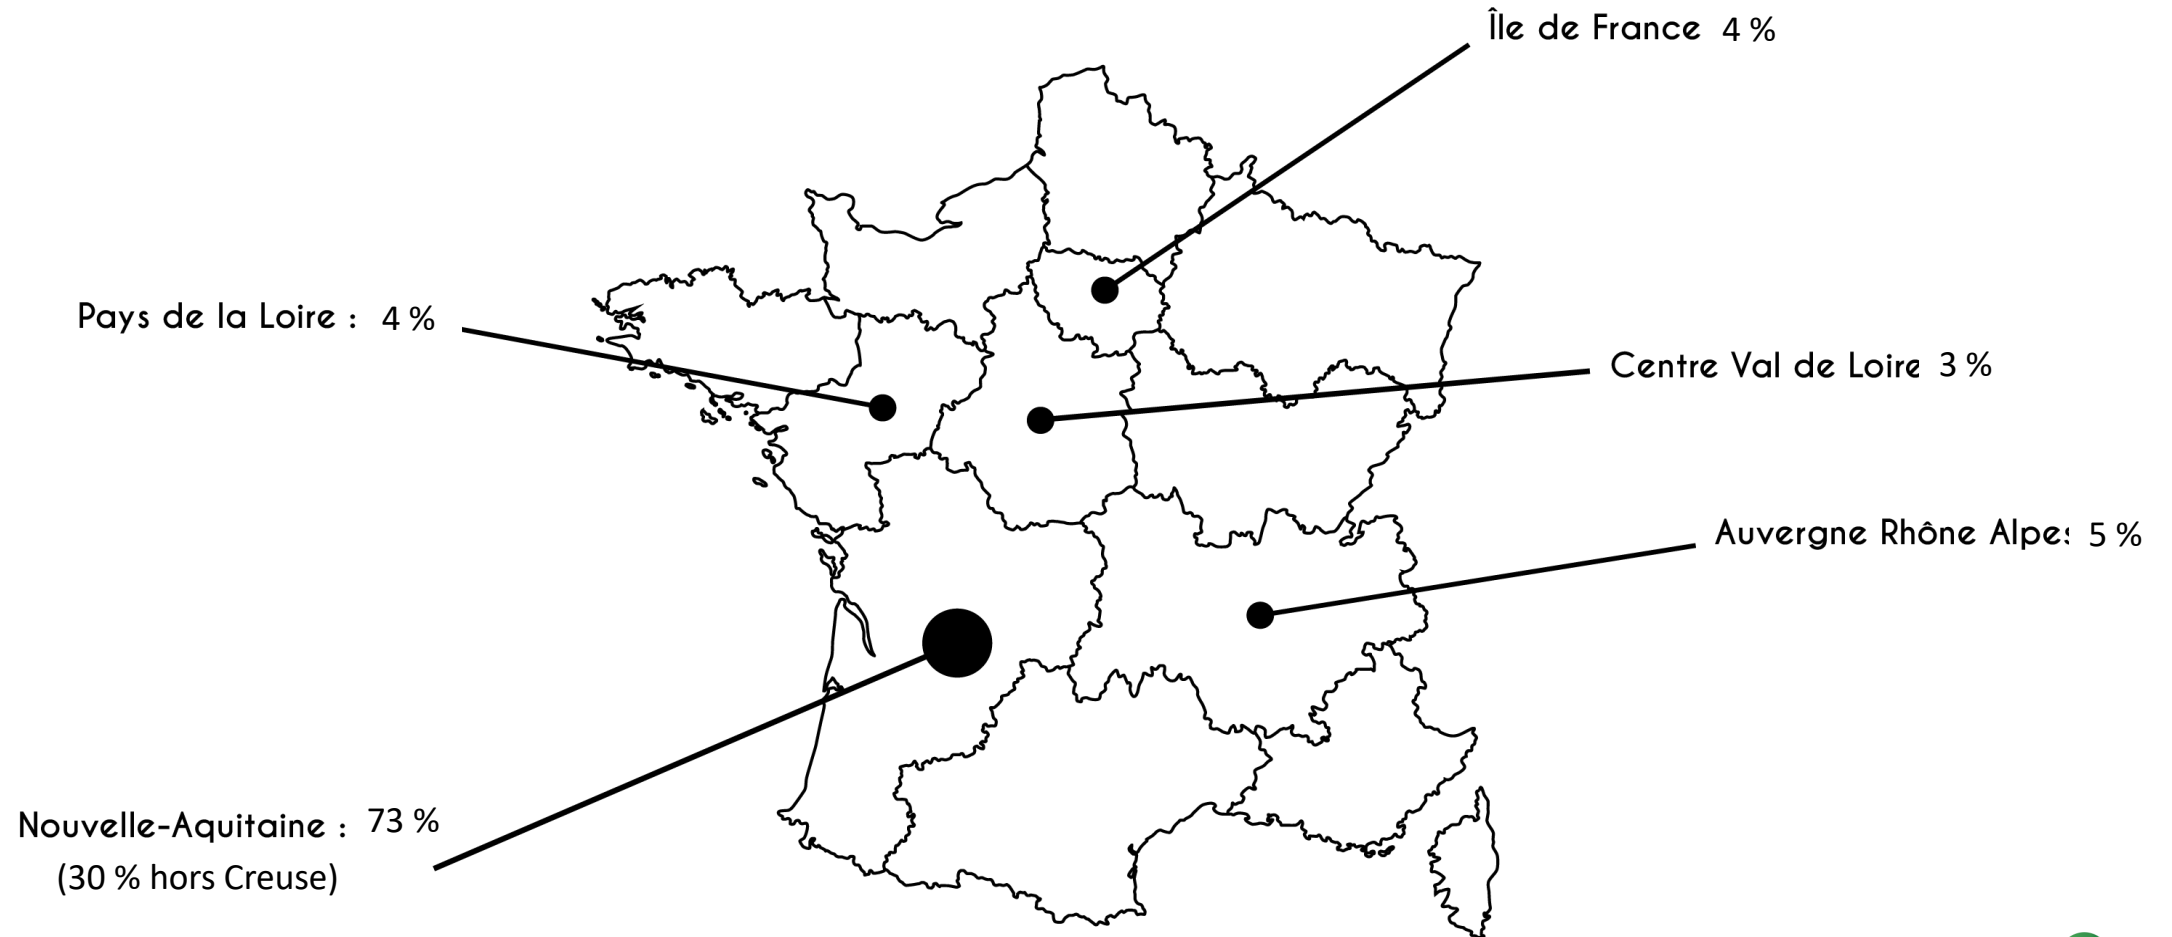 Île de France 4 %
Pays de la Loire : 4 %
Centre Val de Loire 3 %
Auvergne Rhône Alpes 5 %
Nouvelle-Aquitaine : 73 %
(30 % hors Creuse)